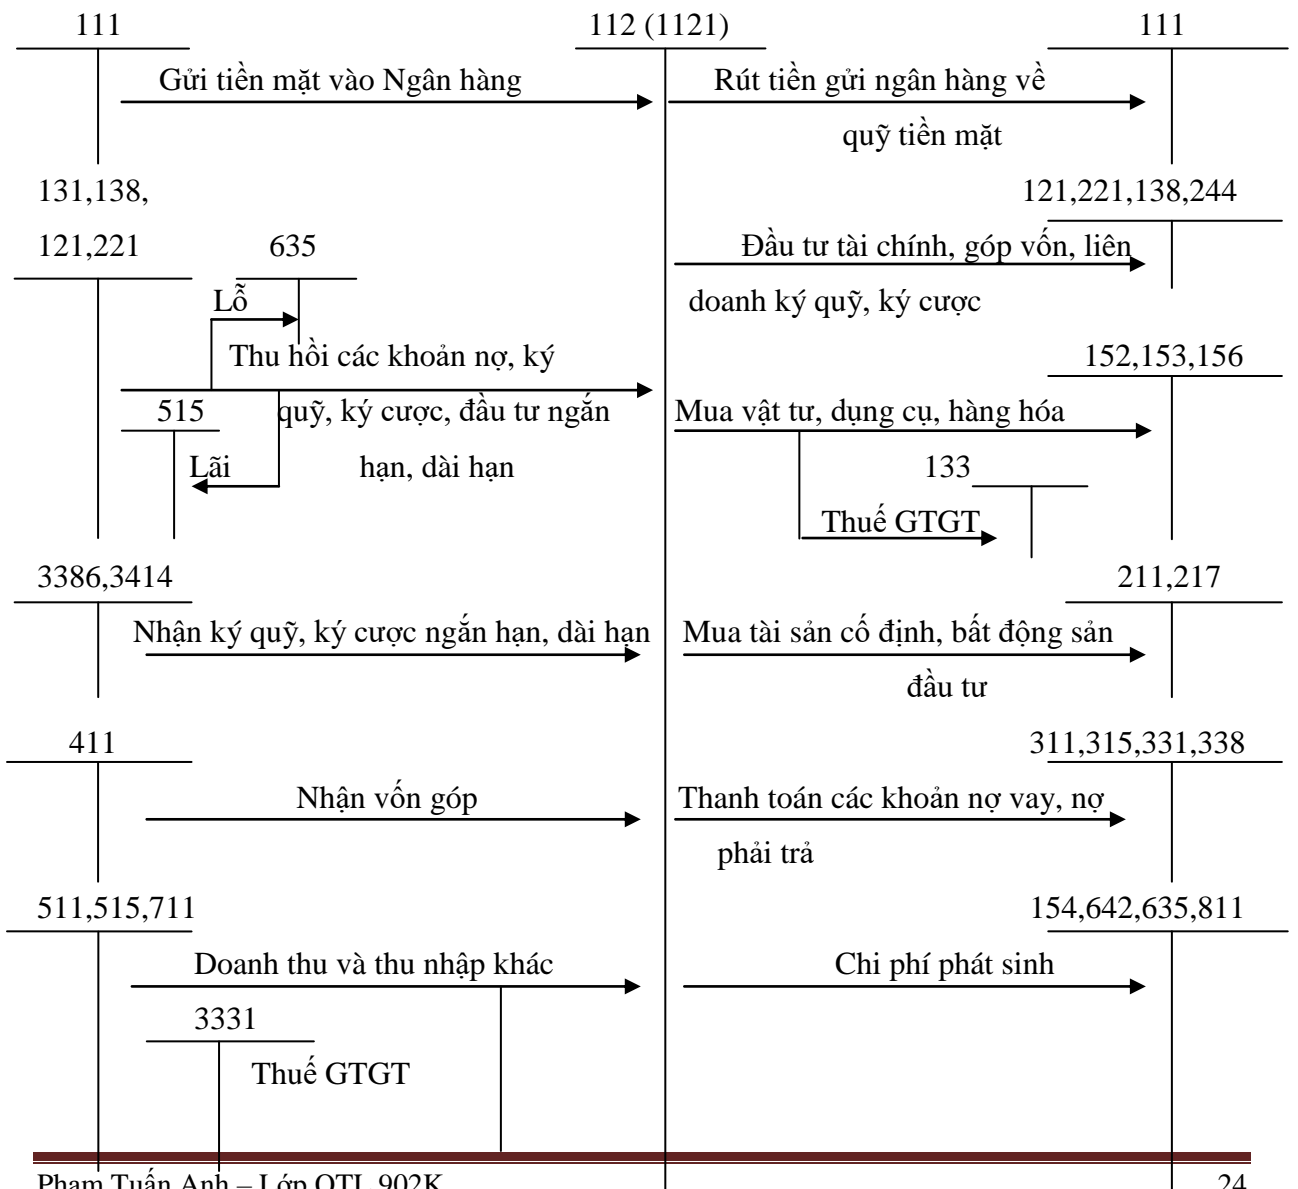 111
112 (1121)
111
Gửi tiền mặt vào Ngân hàng
Rút tiền gửi ngân hàng về
quỹ tiền mặt
131,138,
121,221
121,221,138,244
635
Đầu tư tài chính, góp vốn, liên
doanh ký quỹ, ký cược
Lỗ
Thu hồi các khoản nợ, ký
quỹ, ký cược, đầu tư ngắn
hạn, dài hạn
515
Lãi
152,153,156
Mua vật tư, dụng cụ, hàng hóa
133
Thuế GTGT
3386,3414
211,217
Nhận ký quỹ, ký cược ngắn hạn, dài hạn
Mua tài sản cố định, bất động sản
đầu tư
411
311,315,331,338
Nhận vốn góp
Thanh toán các khoản nợ vay, nợ
phải trả
511,515,711
154,642,635,811
Doanh thu và thu nhập khác
Chi phí phát sinh
3331
Thuế GTGT
Phạm Tuấn Anh – Lớp QTL 902K
24